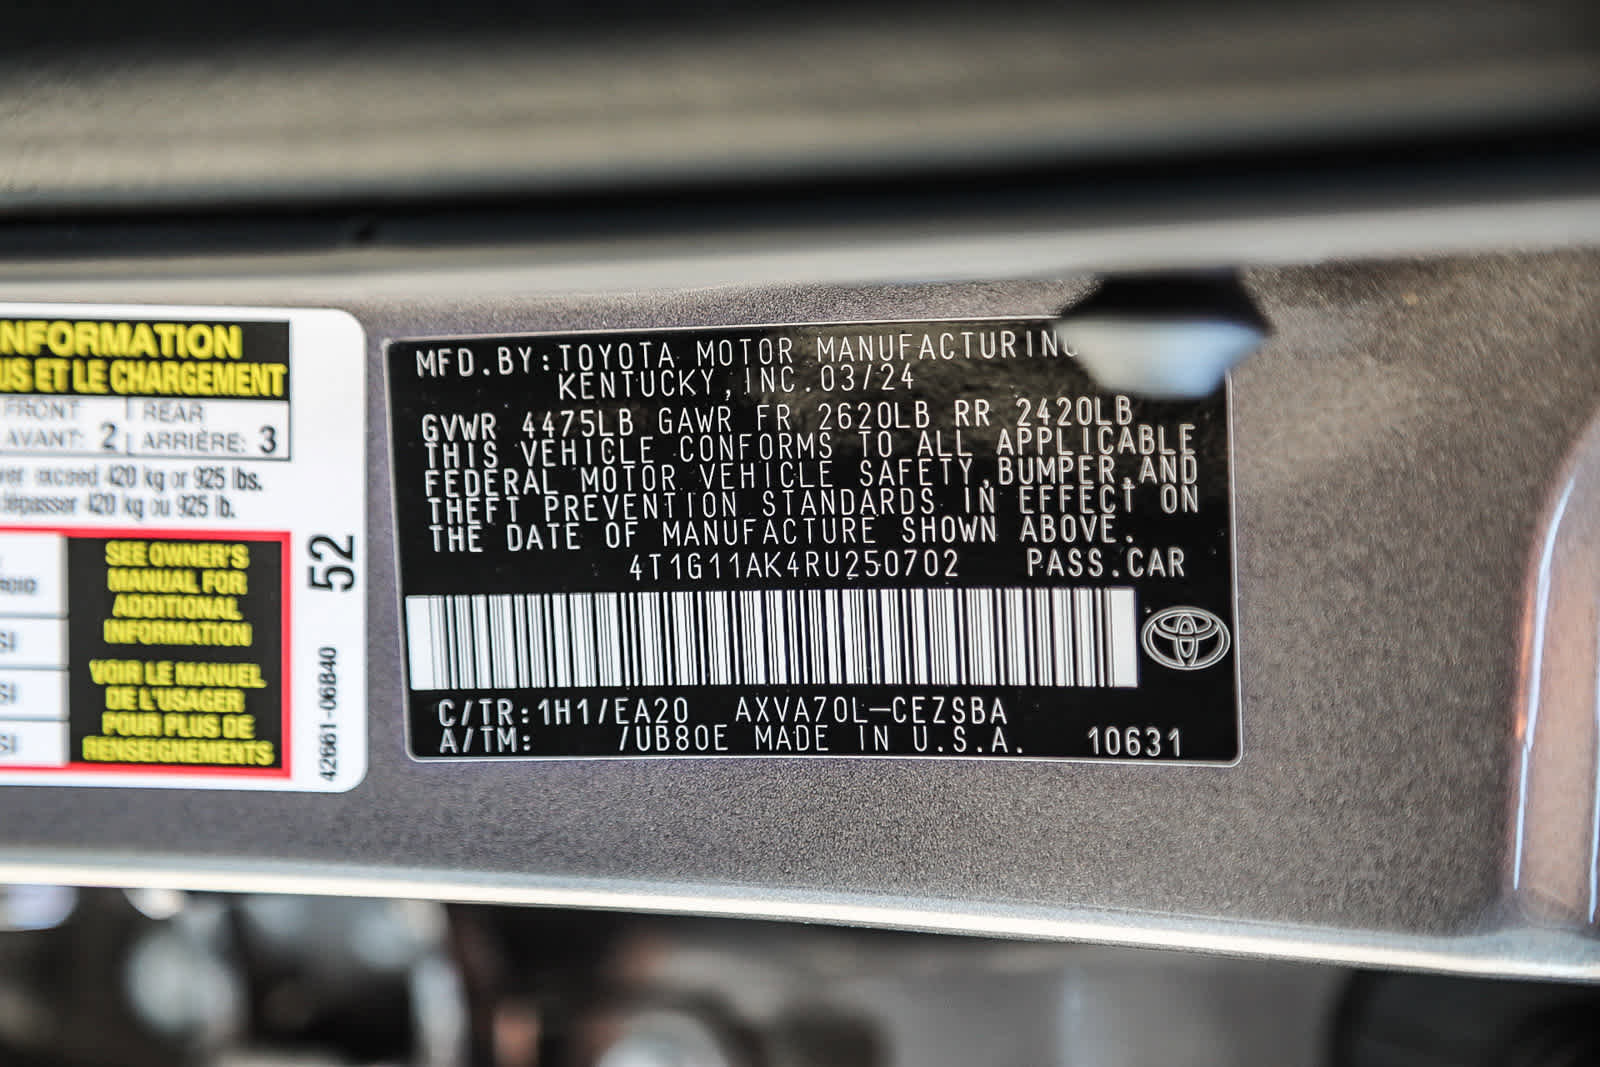 NFORMATION
US ET LE CHARGEMENT
FRONT
AVANT: 2
REAR
ARRIÈRE: 3
exceed 420 kg or 925 lbs.
dépasser 420 kg ou 925 lb.
SEE OWNER'S
MANUAL FOR
ADDITIONAL
INFORMATION
VOIR LE MANUEL
DE L'USAGER
POUR PLUS DE
RENSEIGNEMENTS
52
42661-06840
MFD.BY:TOYOTA MOTOR MANUFACTURIN
KENTUCKY,INC.03/24
GVWR 4475LB GAWR FR 2620LB RR 2420LB
THIS VEHICLE CONFORMS TO ALL APPLICABLE
FEDERAL MOTOR VEHICLE SAFETY,BUMPER,AND
THEFT PREVENTION STANDARDS IN EFFECT ON
THE DATE OF MANUFACTURE SHOWN ABOVE.
4T1G11AK4RU250702 PASS.CAR
C/TR:1H1/EA20 AXVA70L-CEZSBA
A/TM: /UB80E MADE IN U.S.A. 10631